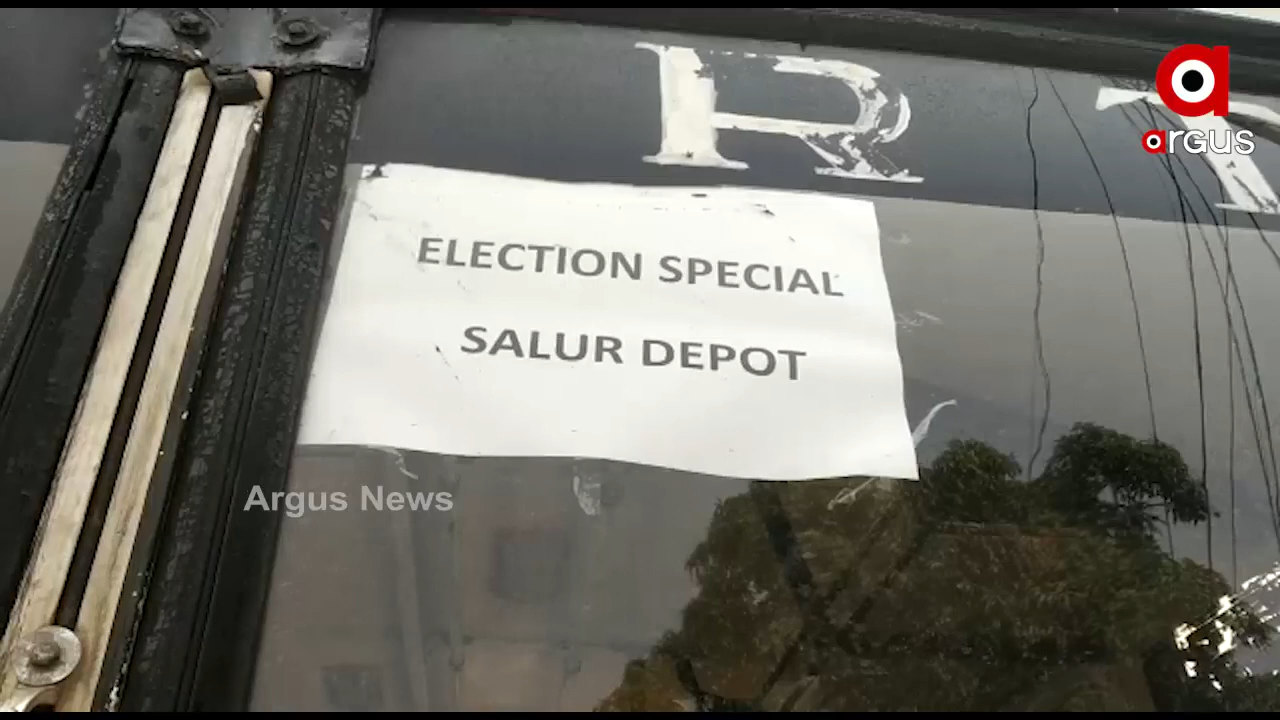 R
argus
ELECTION SPECIAL
SALUR DEPOT
Argus News